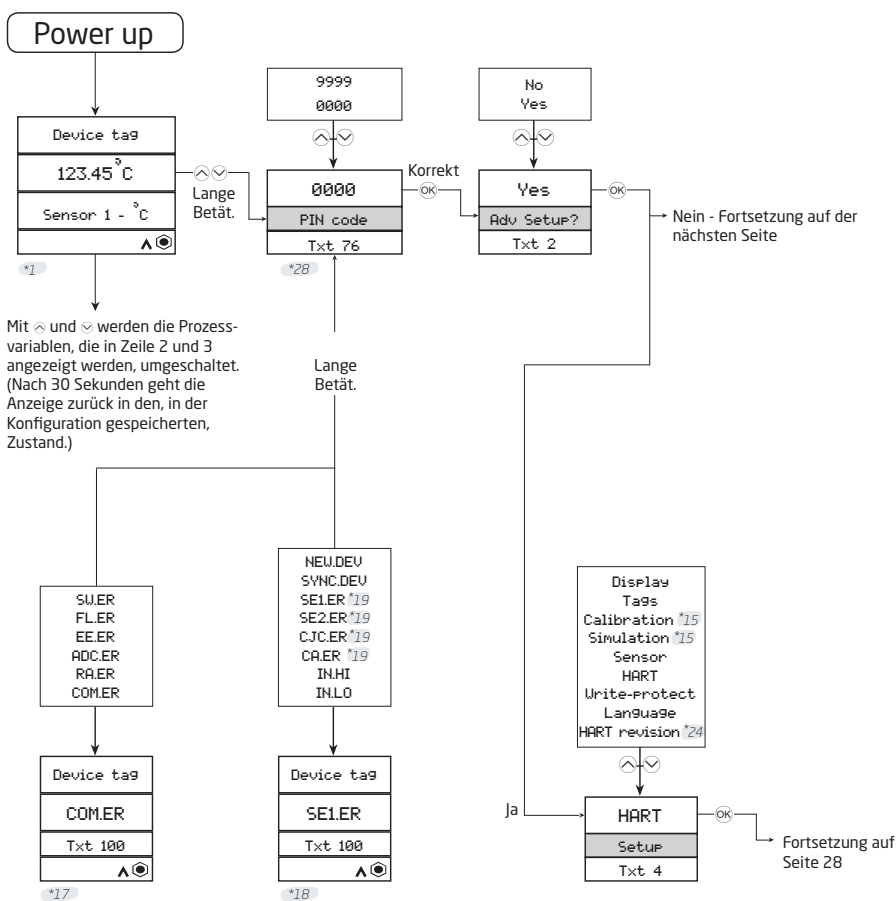 Power up
Device tag
123.45°C
Sensor 1 - °C
*1
Lange
Betät.
9999
0000
0000
PIN code
Txt 76
*28
Korrekt
OK
No
Yes
Yes
Adv Setup?
Txt 2
OK
Nein - Fortsetzung auf der
nächsten Seite
Mit und werden die Prozess-
variablen, die in Zeile 2 und 3
angezeigt werden, umgeschaltet.
(Nach 30 Sekunden geht die
Anzeige zurück in den, in der
Konfiguration gespeicherten,
Zustand.)
Lange
Betät.
SW.ER
FL.ER
EE.ER
ADC.ER
RA.ER
COM.ER
Device tag
COM.ER
Txt 100
*17
NEW.DEV
SYNC.DEV
SE1.ER *19
SE2.ER *19
CJC.ER *19
CA.ER *19
IN.HI
IN.LO
Device tag
SE1.ER
Txt 100
*18
Display
Tags
Calibration *15
Simulation *15
Sensor
HART
Write-protect
Language
HART revision *24
Ja
HART
Setup
Txt 4
OK
Fortsetzung auf
Seite 28